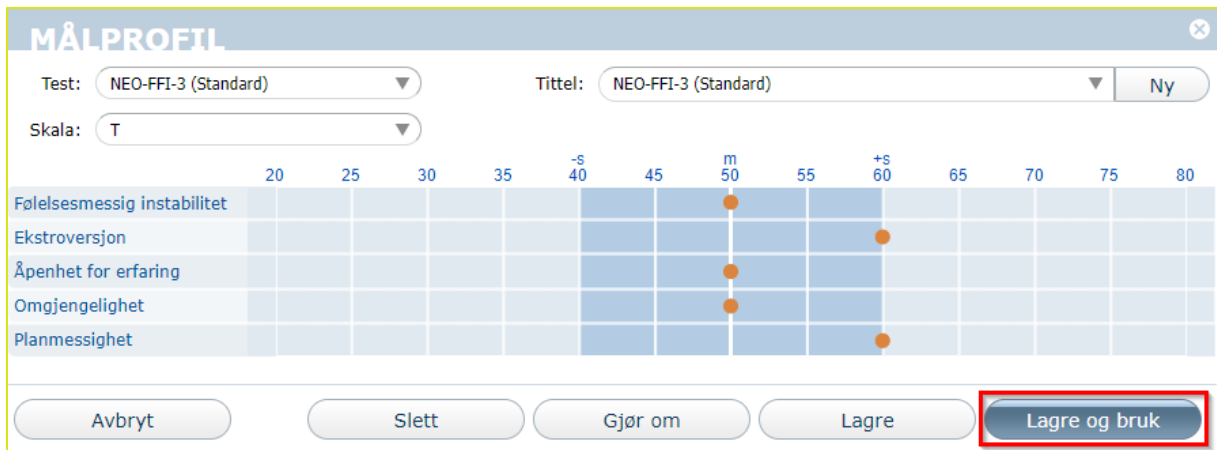 MÅLPROFIL
Test: NEO-FFI-3 (Standard) Tittel: NEO-FFI-3 (Standard) Ny
Skala: T
-s m +s
20 25 30 35 40 45 50 55 60 65 70 75 80
Følelsesmessig instabilitet
Ekstroversjon
Åpenhet for erfaring
Omgjengelighet
Planmessighet
Avbryt Slett Gjør om Lagre Lagre og bruk